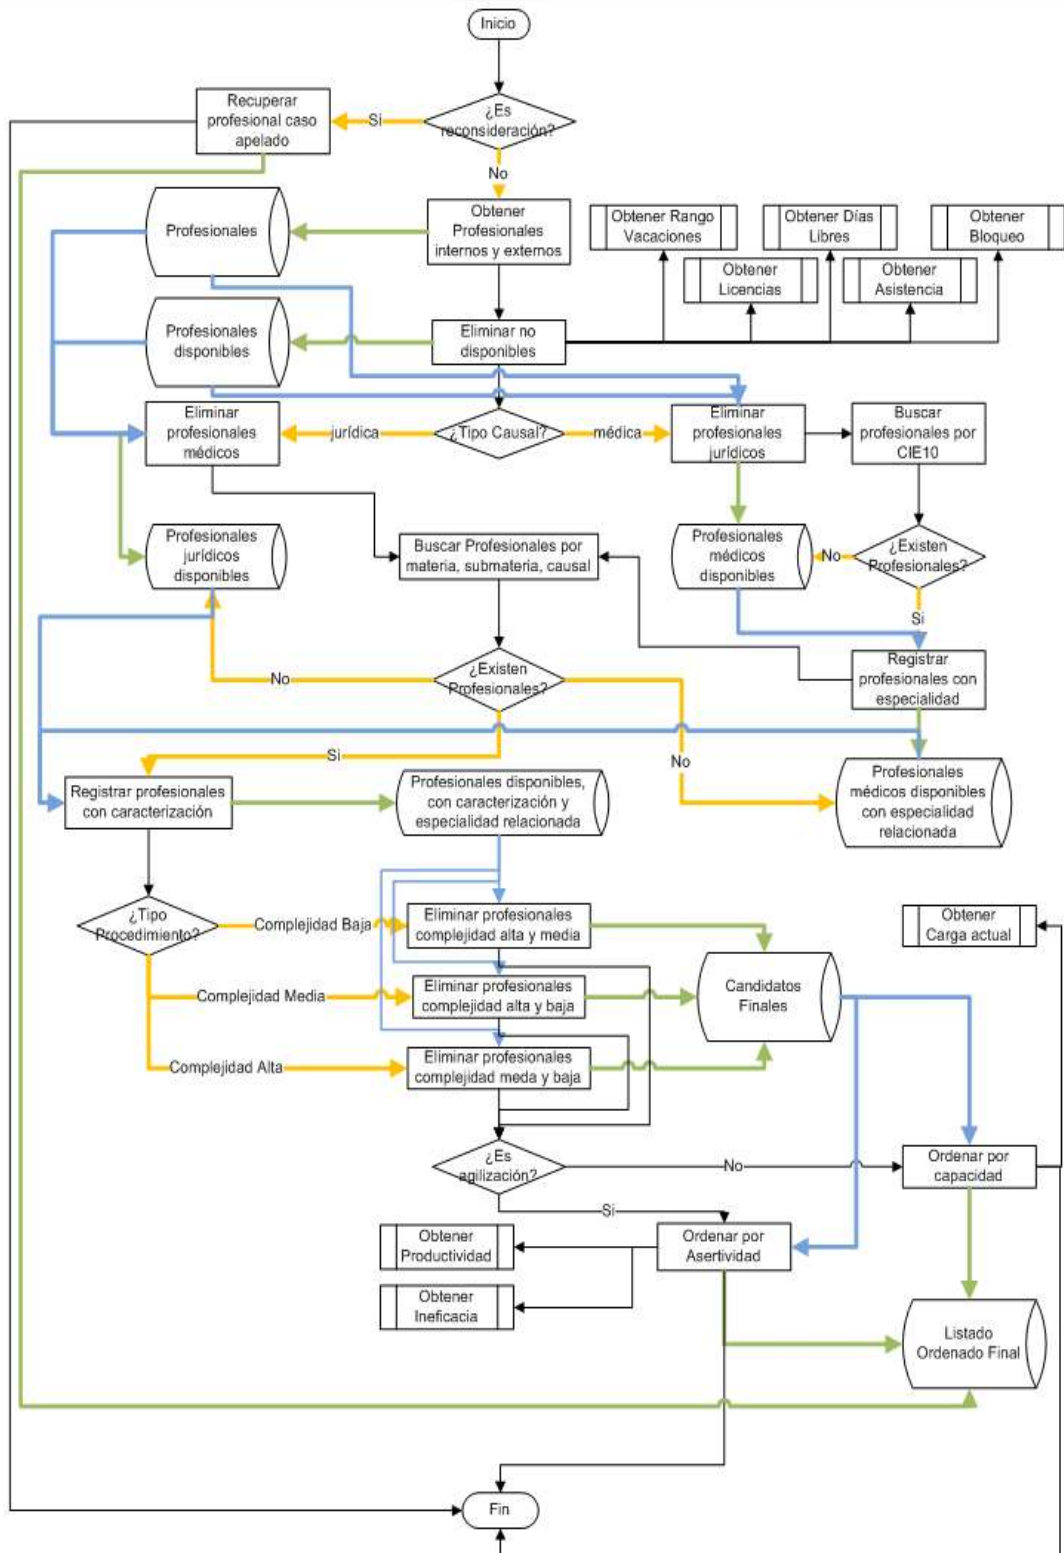 Inicio
Recuperar
profesional caso
apelado
Si
¿Es
reconsideración?
No
Profesionales
Obtener
Profesionales
internos y externos
Obtener Rango
Vacaciones
Obtener Días
Libres
Obtener
Bloqueo
Obtener
Licencias
Obtener
Asistencia
Profesionales
disponibles
Eliminar no
disponibles
Eliminar
profesionales
médicos
jurídica
¿Tipo Causal?
médica
Eliminar
profesionales
jurídicos
Buscar
profesionales por
CIE10
Profesionales
jurídicos
disponibles
Buscar Profesionales por
materia, submateria, causal
Profesionales
médicos
disponibles
No
¿Existen
Profesionales?
Si
No
¿Existen
Profesionales?
Registrar
profesionales con
especialidad
Si
No
Registrar profesionales
con caracterización
Profesionales disponibles,
con caracterización y
especialidad relacionada
Profesionales
médicos disponibles
con especialidad
relacionada
¿Tipo
Procedimiento?
Complejidad Baja
Eliminar profesionales
complejidad alta y media
Obtener
Carga actual
Complejidad Media
Eliminar profesionales
complejidad alta y baja
Candidatos
Finales
Complejidad Alta
Eliminar profesionales
complejidad meda y baja
¿Es
agilización?
No
Ordenar por
capacidad
Si
Obtener
Productividad
Ordenar por
Asertividad
Obtener
Ineficacia
Listado
Ordenado Final
Fin